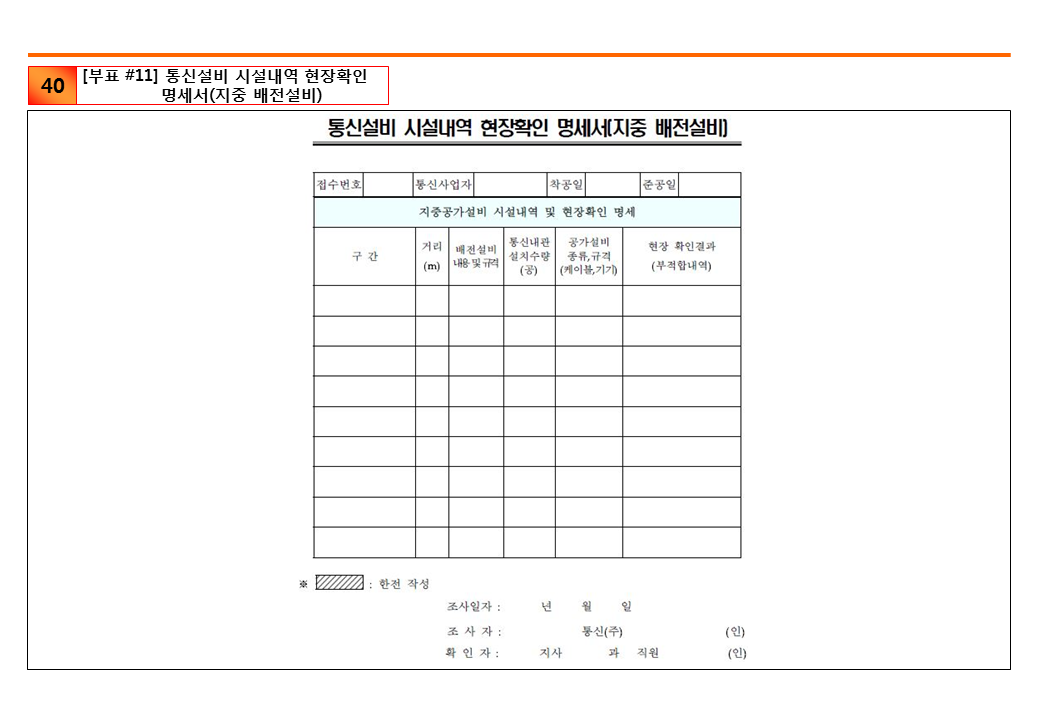 40
[부표 #11] 통신설비 시설내역 현장확인
명세서(지중 배전설비)
통신설비 시설내역 현장확인 명세서(지중 배전설비)
접수번호 통신사업자 착공일 준공일
지중공가설비 시설내역 및 현장확인 명세
구 간
거리
(m)
배전설비
내용 및 규격
통신내관
설치수량
(공)
공가설비
종류,규격
(케이블,기기)
현장 확인결과
(부적합내역)
※ : 한전 작성
조사일자 : 년 월 일
조 사 자 : 통신(주) (인)
확 인 자 : 지사 과 직원 (인)